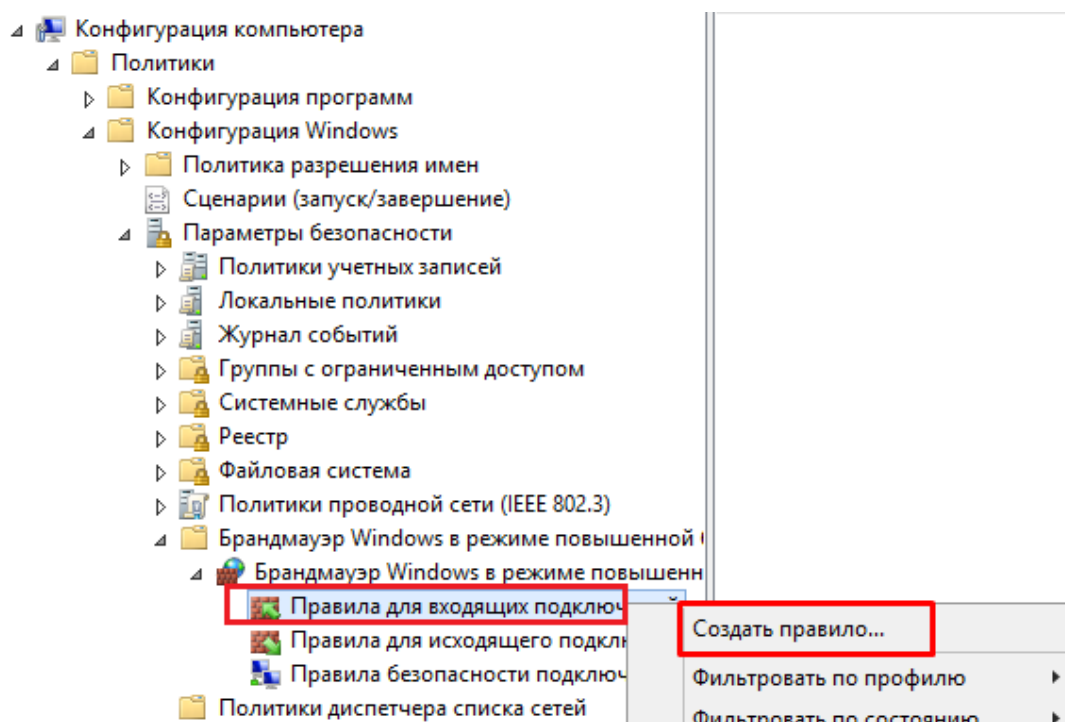 Конфигурация компьютера
Политики
Конфигурация программ
Конфигурация Windows
Политика разрешения имен
Сценарии (запуск/завершение)
Параметры безопасности
Политики учетных записей
Локальные политики
Журнал событий
Группы с ограниченным доступом
Системные службы
Реестр
Файловая система
Политики проводной сети (IEEE 802.3)
Брандмауэр Windows в режиме повышенной
Брандмауэр Windows в режиме повышенн
Правила для входящих подключ
Создать правило...
Правила для исходящего подкл
Правила безопасности подключ
Фильтровать по профилю
Политики диспетчера списка сетей
Фильтровать по состоянию